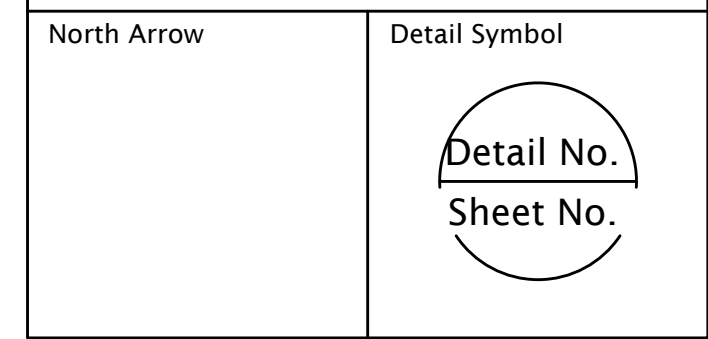 North Arrow
Detail Symbol
Detail No.
Sheet No.